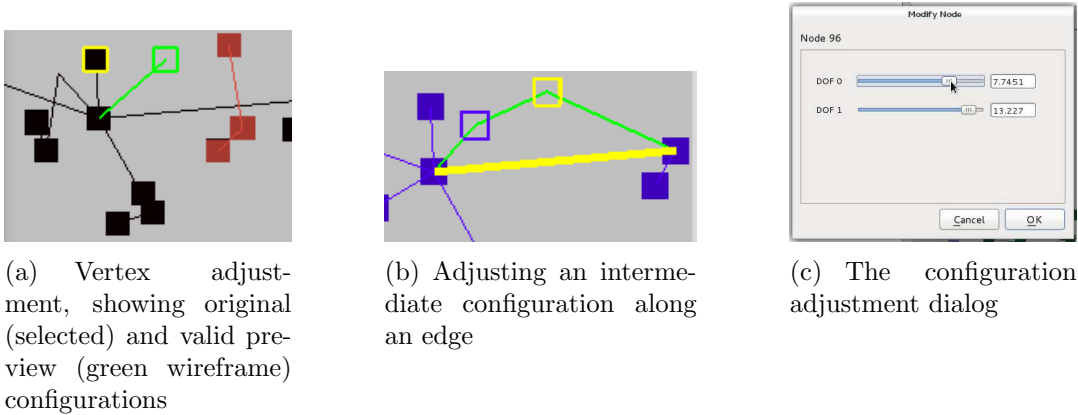 Modify Node
Node 96
DOF 0
7.7451
DOF 1
13.227
Cancel
OK
(a) Vertex adjust-
ment, showing original
(selected) and valid pre-
view (green wireframe)
configurations
(b) Adjusting an interme-
diate configuration along
an edge
(c) The configuration
adjustment dialog